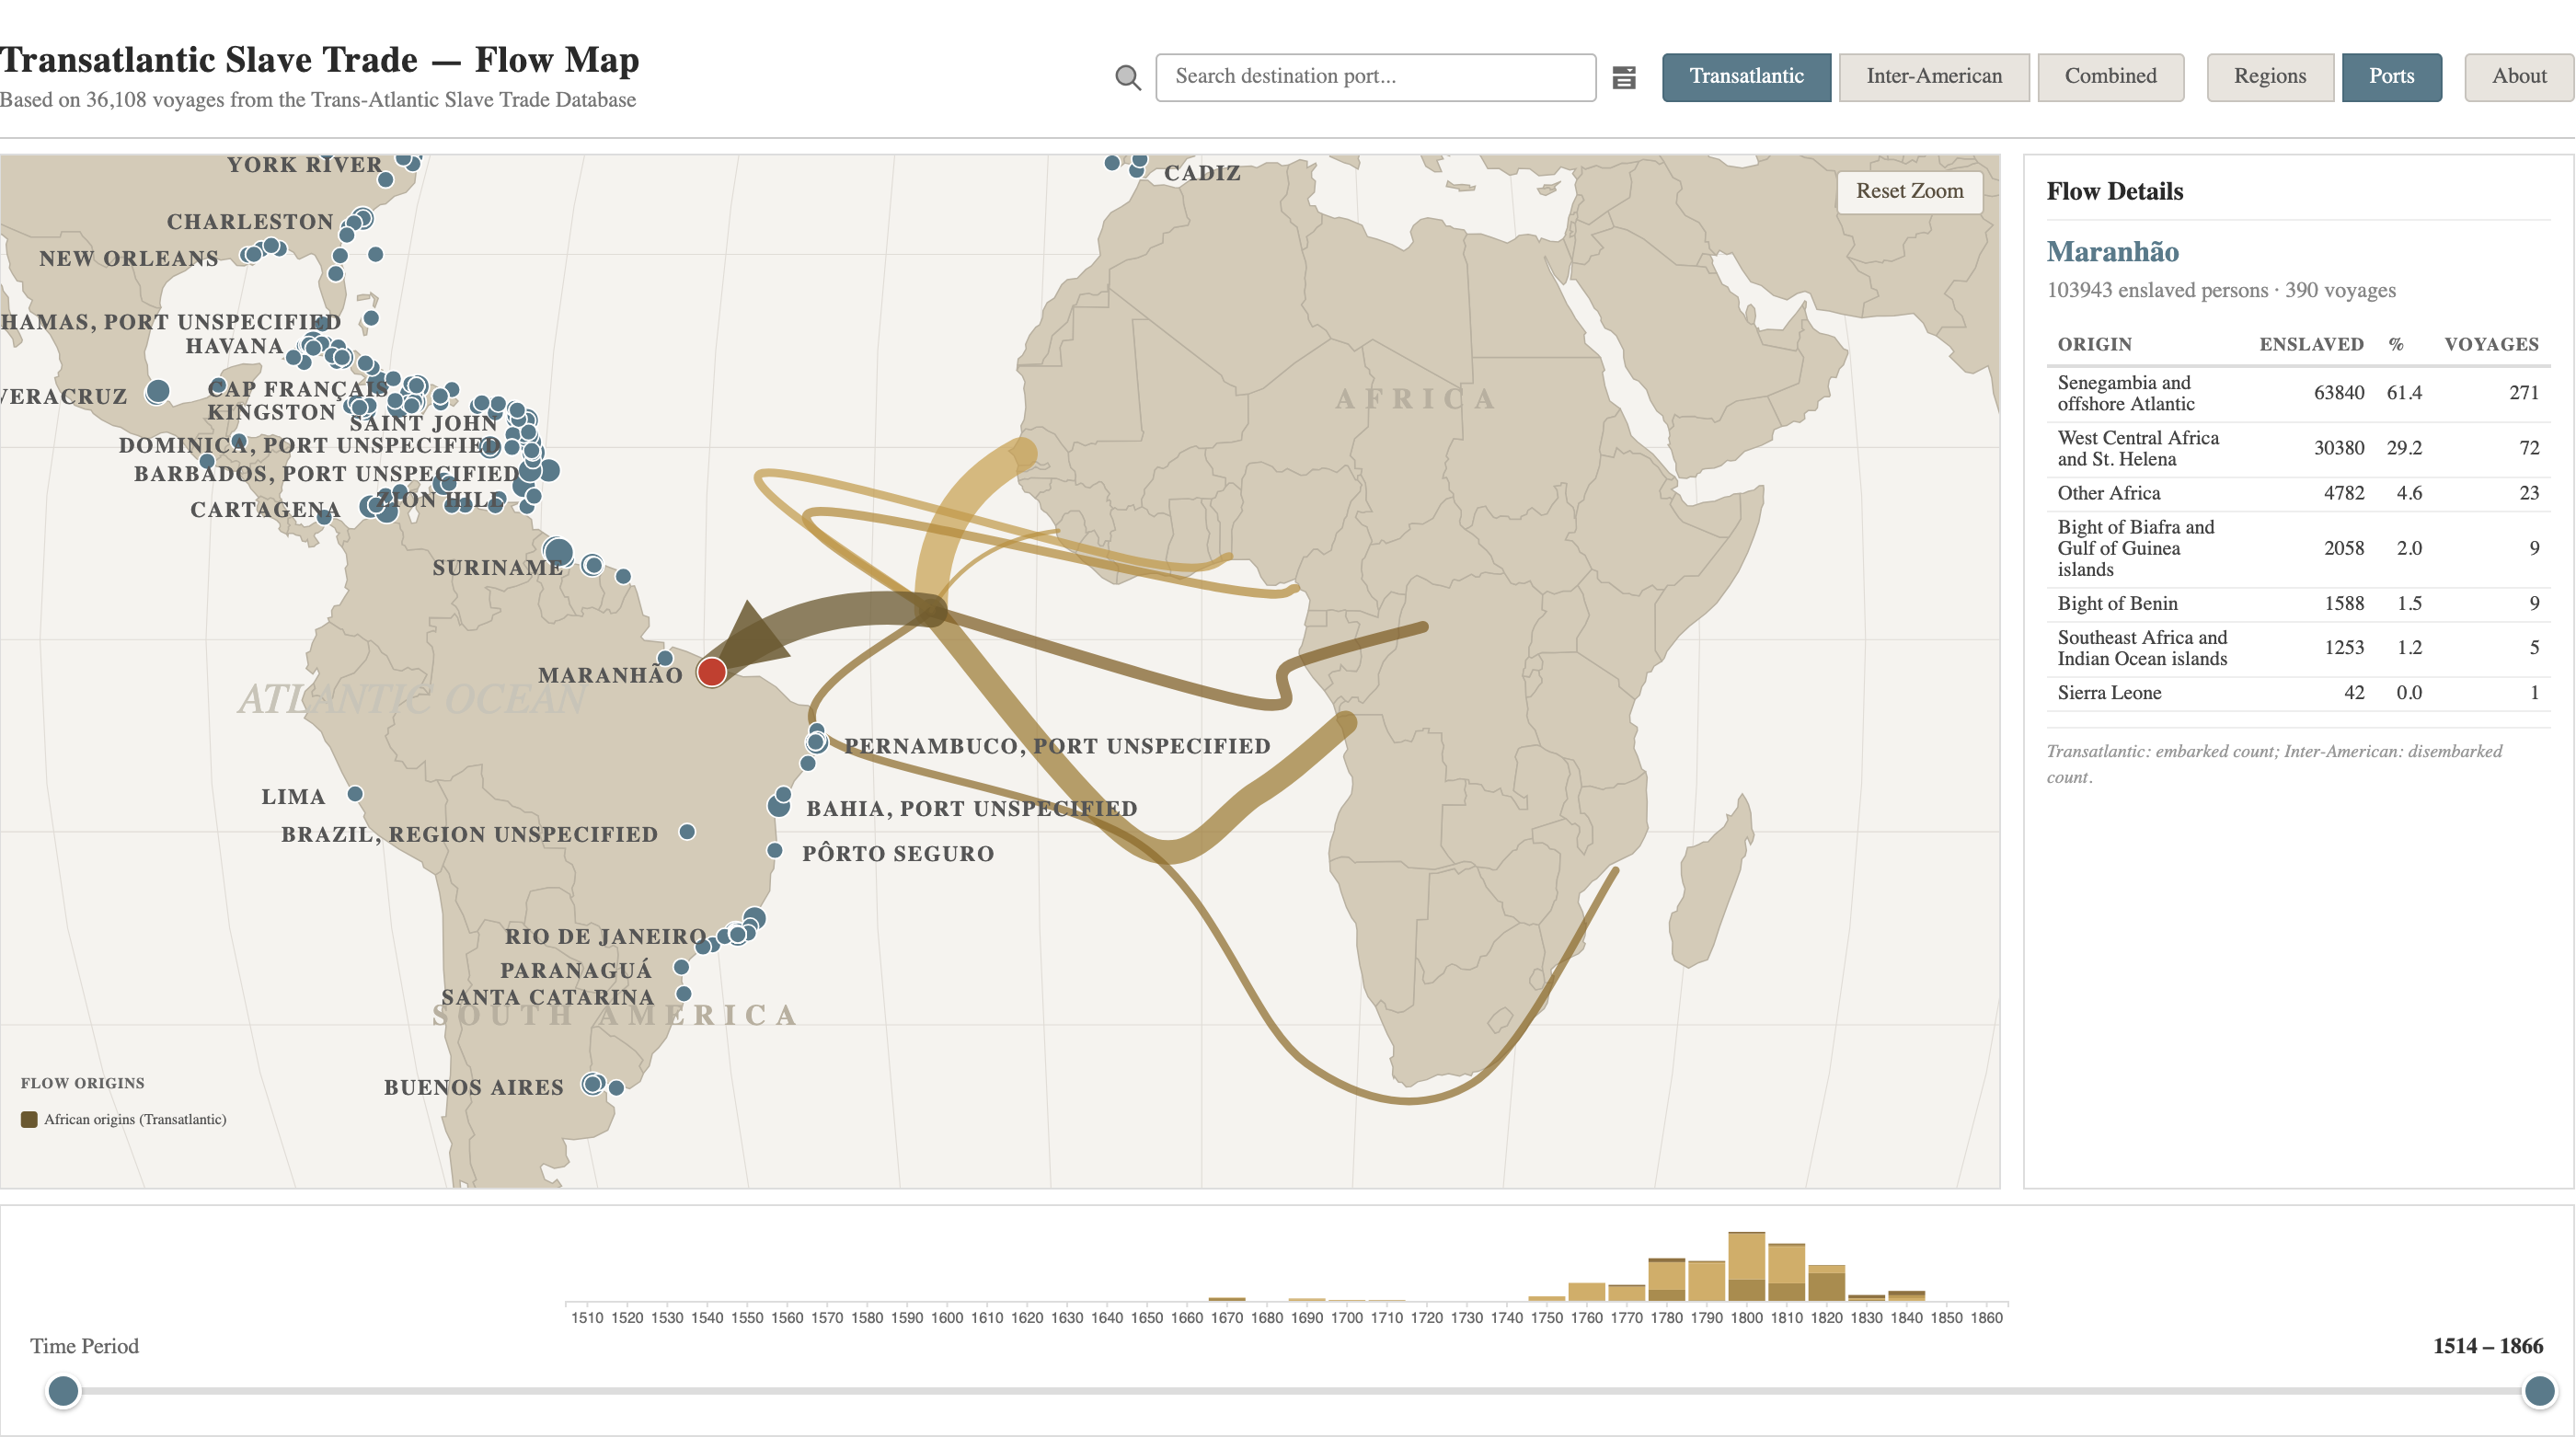 Transatlantic Slave Trade — Flow Map
Based on 36,108 voyages from the Trans-Atlantic Slave Trade Database
Search destination port...
Transatlantic
Inter-American
Combined
Regions
Ports
About
YORK RIVER
CADIZ
Reset Zoom
CHARLESTON
NEW ORLEANS
HAMAS, PORT UNSPECIFIED
HAVANA
VERACRUZ
CAP FRANÇAIS
KINGSTON
SAINT JOHN
DOMINICA, PORT UNSPECIFIED
BARBADOS, PORT UNSPECIFIED
ZION HILL
CARTAGENA
SURINAME
AFRICA
MARANHÃO
ATLANTIC OCEAN
PERNAMBUCO, PORT UNSPECIFIED
LIMA
BAHIA, PORT UNSPECIFIED
BRAZIL, REGION UNSPECIFIED
PÔRTO SEGURO
RIO DE JANEIRO
PARANAGUÁ
SANTA CATARINA
SOUTH AMERICA
BUENOS AIRES
FLOW ORIGINS
African origins (Transatlantic)
Flow Details
Maranhão
103943 enslaved persons · 390 voyages
ORIGIN ENSLAVED % VOYAGES
Senegambia and
offshore Atlantic 63840 61.4 271
West Central Africa
and St. Helena 30380 29.2 72
Other Africa 4782 4.6 23
Bight of Biafra and
Gulf of Guinea 2058 2.0 9
islands
Bight of Benin 1588 1.5 9
Southeast Africa and
Indian Ocean islands 1253 1.2 5
Sierra Leone 42 0.0 1
Transatlantic: embarked count; Inter-American: disembarked
count.
1510 1520 1530 1540 1550 1560 1570 1580 1590 1600 1610 1620 1630 1640 1650 1660 1670 1680 1690 1700 1710 1720 1730 1740 1750 1760 1770 1780 1790 1800 1810 1820 1830 1840 1850 1860
Time Period
1514 – 1866